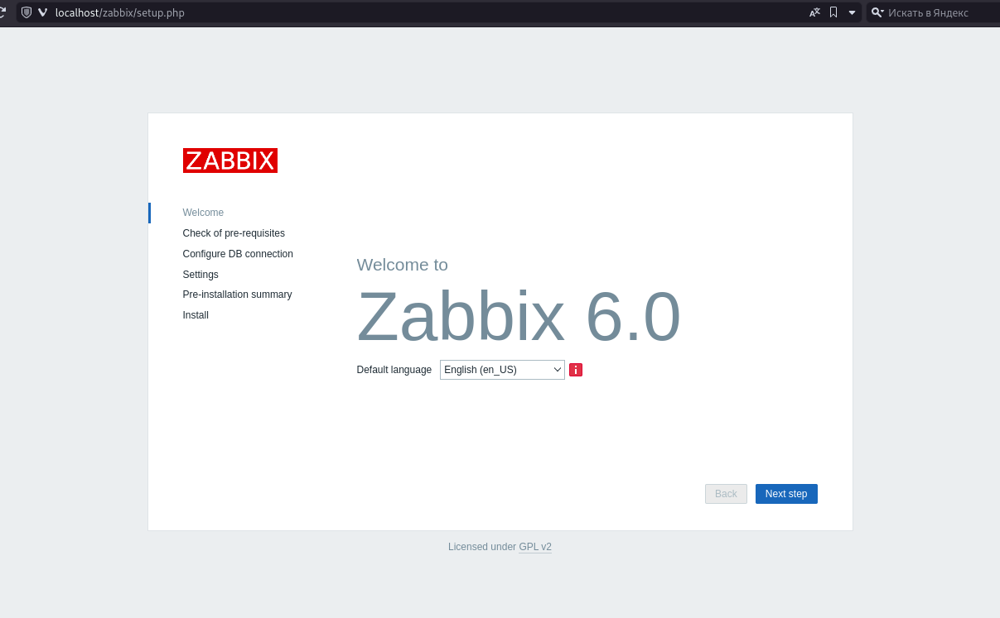 localhost/zabbix/setup.php
Искать в Яндекс
ZABBIX
Welcome
Check of pre-requisites
Configure DB connection
Settings
Pre-installation summary
Install
Welcome to
Zabbix 6.0
Default language English (en_US)
Back Next step
Licensed under GPL v2